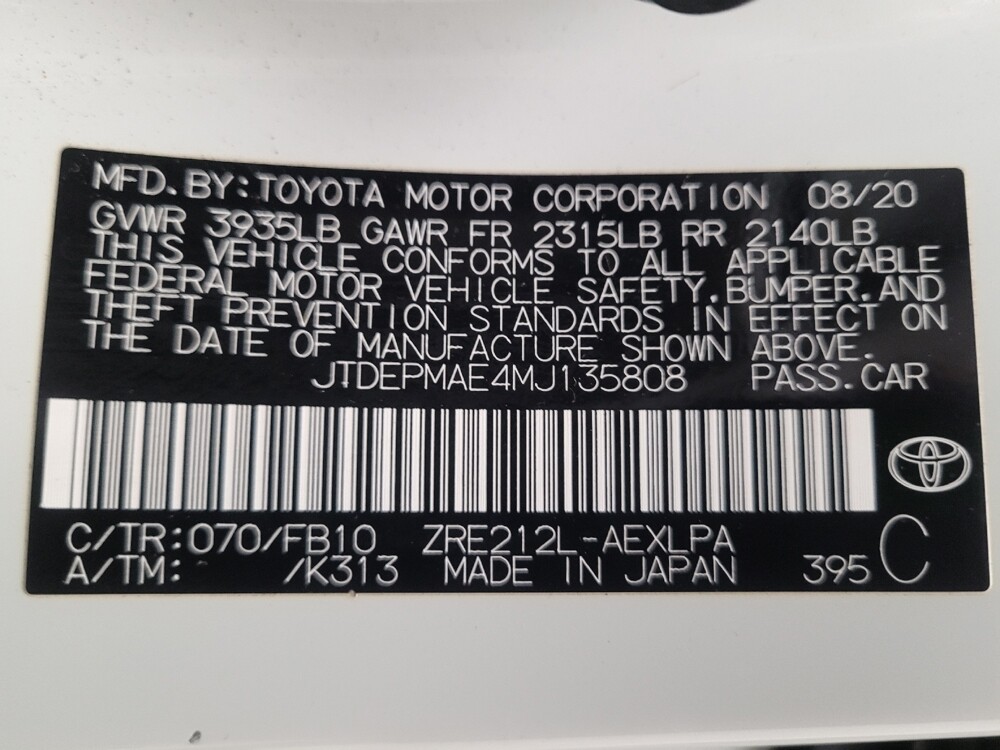 MFD.BY:TOYOTA MOTOR CORPORATION 08/20
GVWR 3935LB GAWR FR 2315LB RR 2140LB
THIS VEHICLE CONFORMS TO ALL APPLICABLE
FEDERAL MOTOR VEHICLE SAFETY,BUMPER,AND
THEFT PREVENTION STANDARDS IN EFFECT ON
THE DATE OF MANUFACTURE SHOWN ABOVE.
JTDEPMAE4MJ135808 PASS.CAR
C/TR:070/FB10 ZRE212L-AEXLPA C
A/TM: /K313 MADE IN JAPAN 395